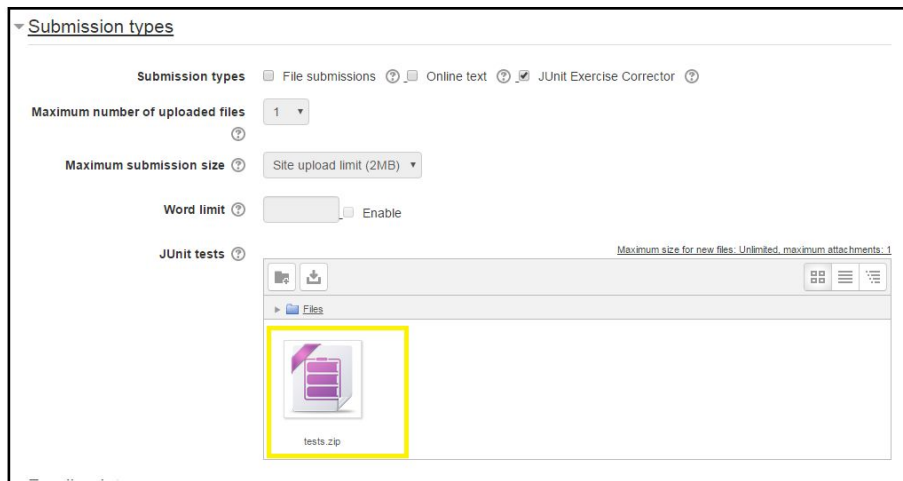 Submission types
Submission types File submissions Online text JUnit Exercise Corrector
Maximum number of uploaded files 1
Maximum submission size Site upload limit (2MB)
Word limit Enable
JUnit tests Maximum size for new files: Unlimited, maximum attachments: 1
Files
tests.zip